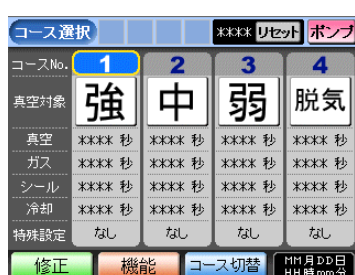 コース選択 **** リセット ポンプ
コースNo. 1 2 3 4
真空対象 強 中 弱 脱気
真空 **** 秒 **** 秒 **** 秒 **** 秒
ガス **** 秒 **** 秒 **** 秒 **** 秒
シール **** 秒 **** 秒 **** 秒 **** 秒
冷却 **** 秒 **** 秒 **** 秒 **** 秒
特殊設定 なし なし なし なし
修正 機能 コース切替 MM月DD日
HH時mm分